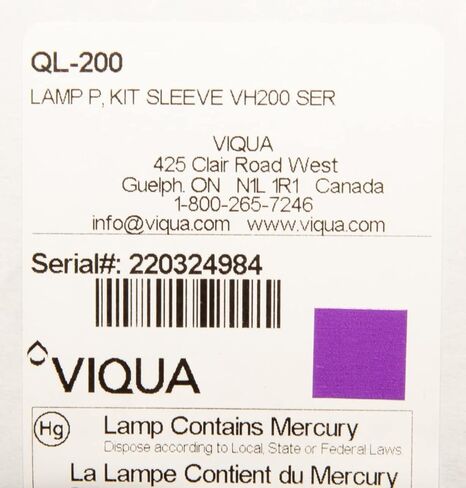 QL-200
LAMP P, KIT SLEEVE VH200 SER
VIQUA
425 Clair Road West
Guelph. ON N1L 1R1 Canada
1-800-265-7246
info@viqua.com www.viqua.com
Serial#: 220324984
VIQUA
Hg Lamp Contains Mercury
Dispose according to Local, State or Federal Laws
La Lampe Contient du Mercury